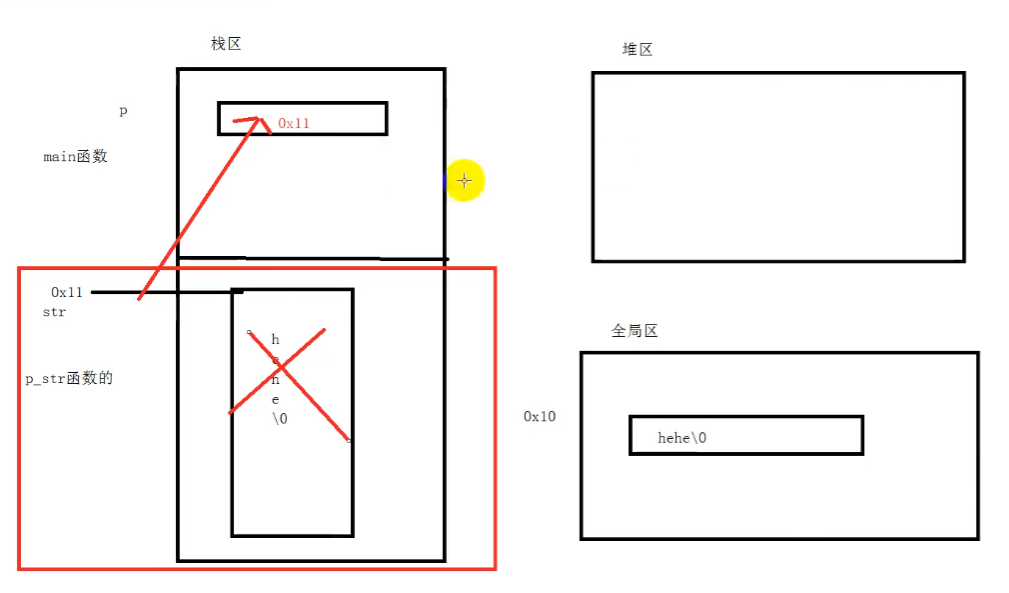 栈区
堆区
p
0x11
main函数
0x11
str
全局区
h
h
e
\0
p_str函数的
0x10
hehe\0